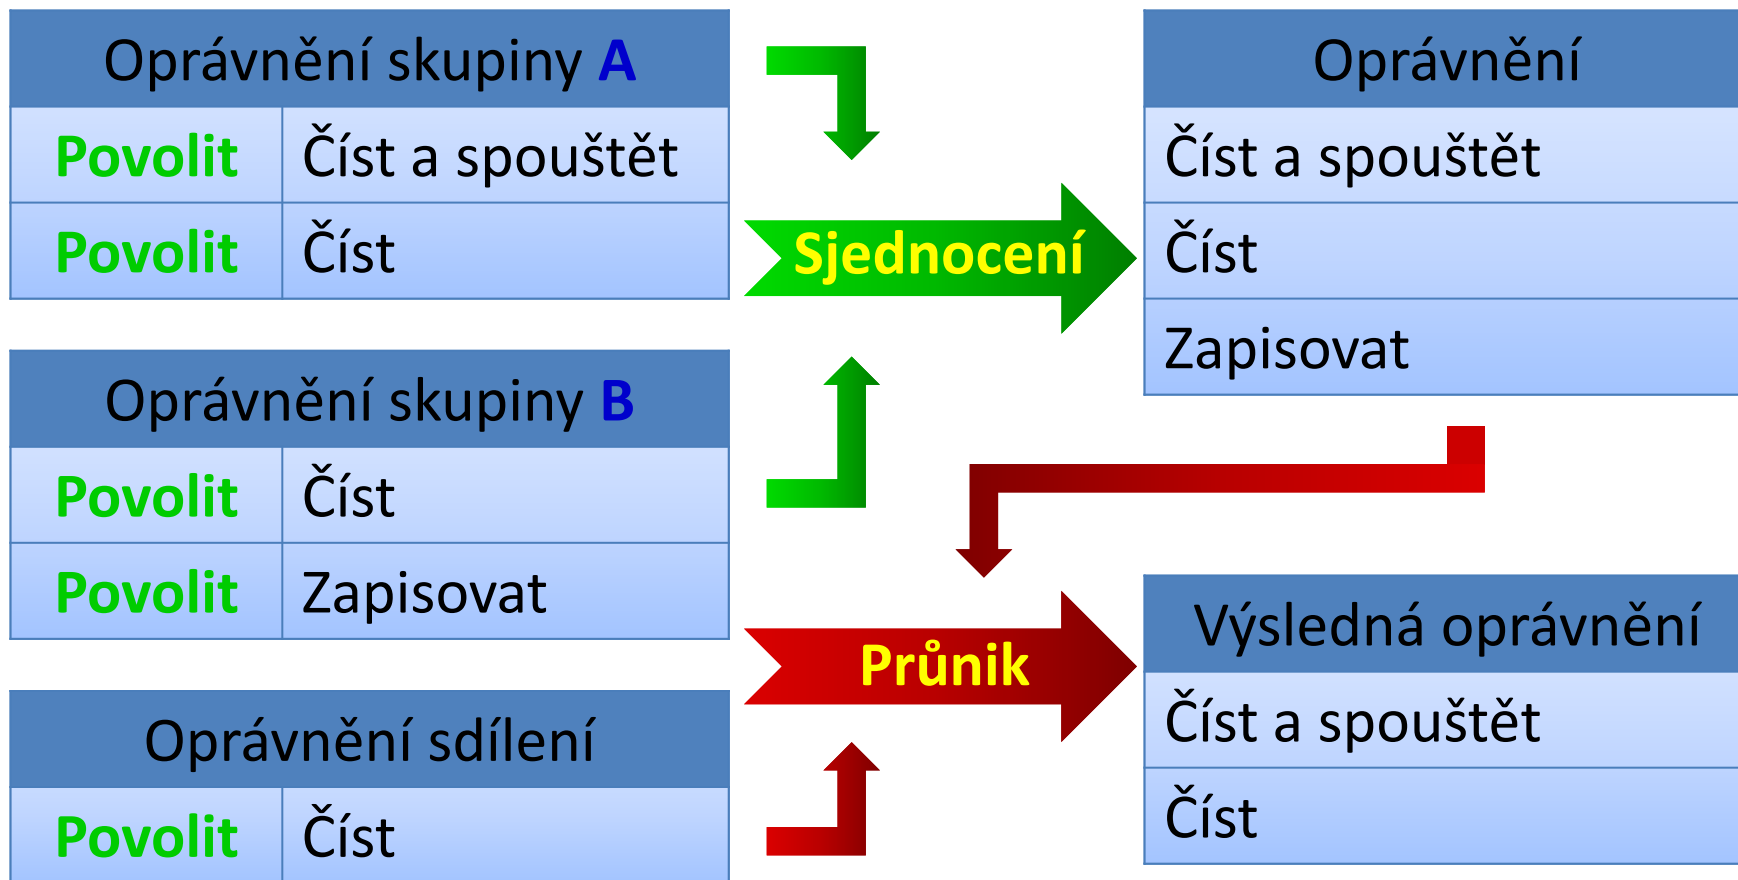 Oprávnění skupiny A
Povolit Číst a spouštět
Povolit Číst
Oprávnění skupiny B
Povolit Číst
Povolit Zapisovat
Oprávnění sdílení
Povolit Číst
Sjednocení
Průnik
Oprávnění
Číst a spouštět
Číst
Zapisovat
Výsledná oprávnění
Číst a spouštět
Číst